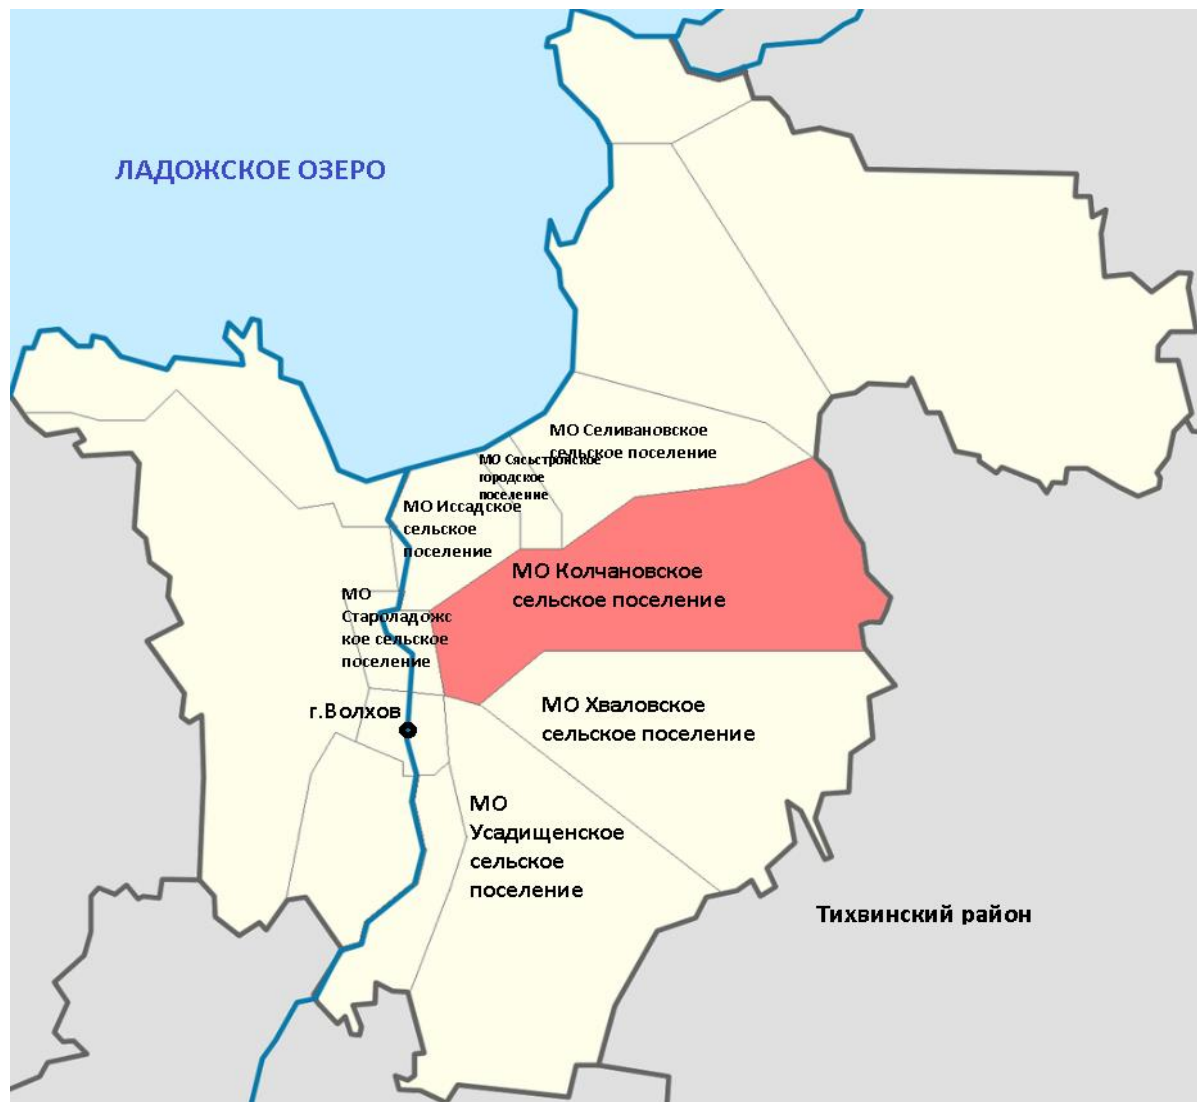 ЛАДОЖСКОЕ ОЗЕРО
МО Селивановское
сельское поселение
МО Сясьстройское
городское
поселение
МО Иссадское
сельское
поселение
МО Колчановское
сельское поселение
МО
Староладожс
кое сельское
поселение
г.Волхов
МО Хваловское
сельское поселение
МО
Усадищенское
сельское
поселение
Тихвинский район